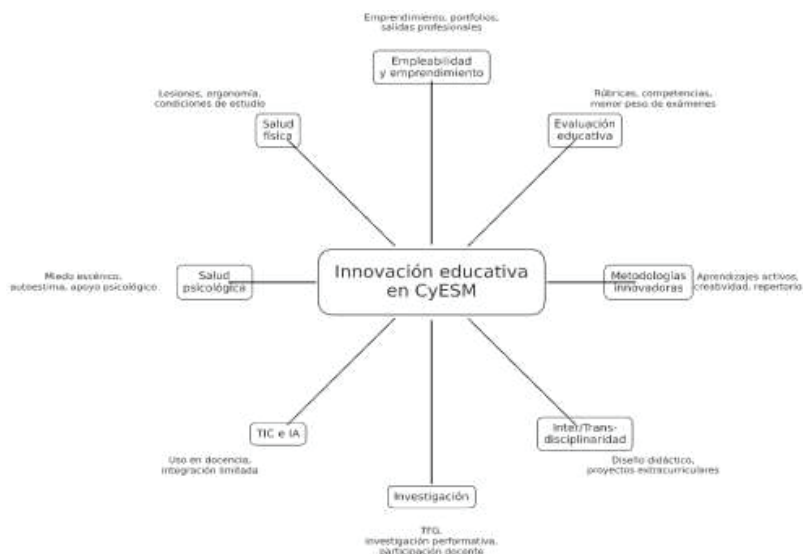 Emprendimiento, portfolios,
salidas profesionales
Empleabilidad
y emprendimiento
Lesiones, ergonomía,
condiciones de estudio
Salud
física
Rúbricas, competencias,
menor peso de exámenes
Evaluación
educativa
Miedo escénico,
autoestima, apoyo psicológico
Salud
psicológica
Innovación educativa
en CyESM
Metodologías
innovadoras
Aprendizajes activos,
creatividad, repertorio
TIC e IA
Uso en docencia,
integración limitada
Inter/Trans-
disciplinaridad
Diseño didáctico,
proyectos extracurriculares
Investigación
TFG,
investigación performativa,
participación docente